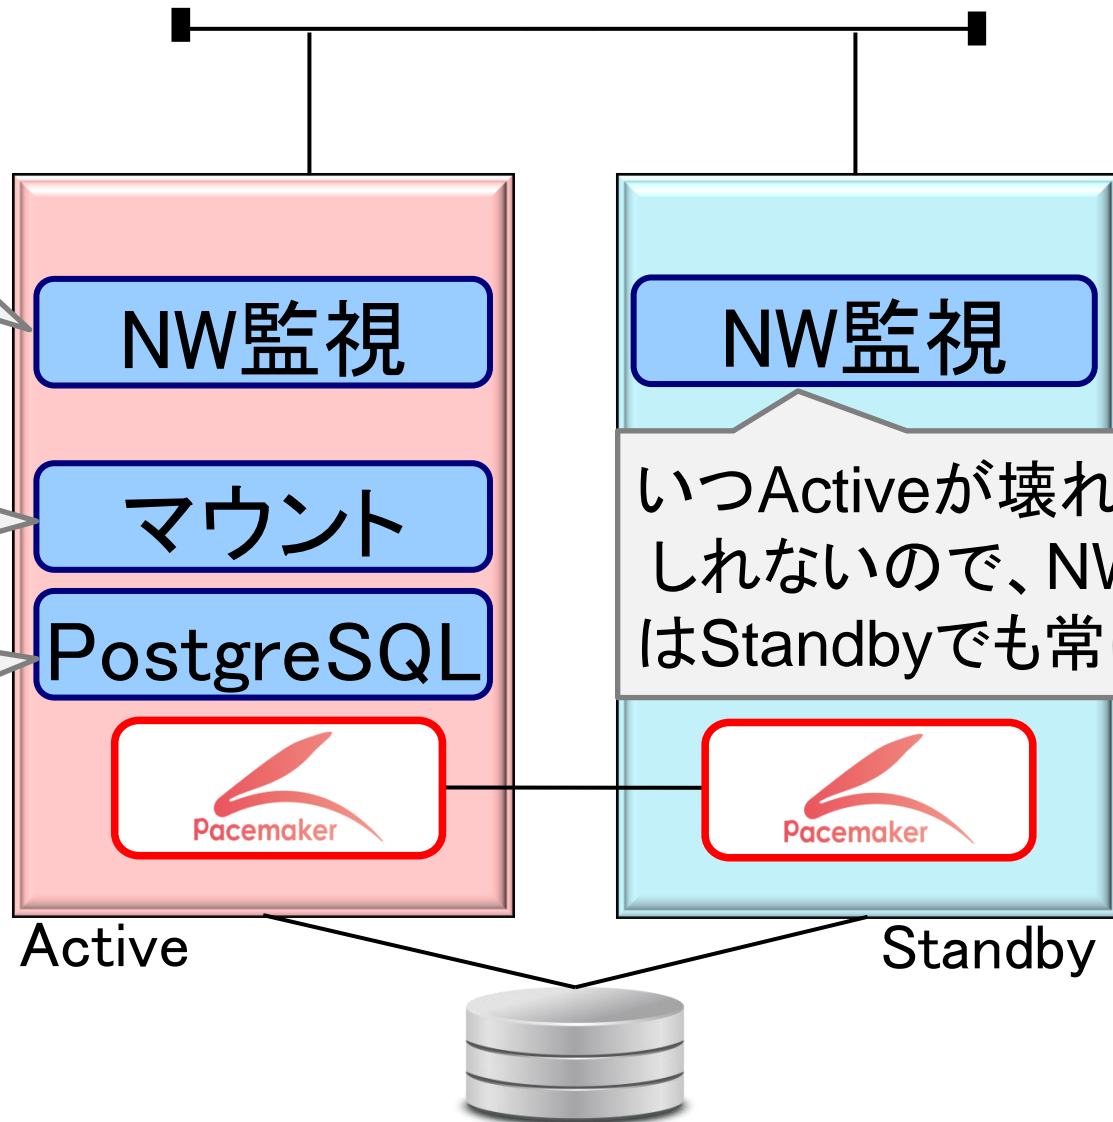 NW監視
マウント
PostgreSQL
Pacemaker
Active
NW監視
いつActiveが壊れ
しれないので、NW
はStandbyでも常
Pacemaker
Standby